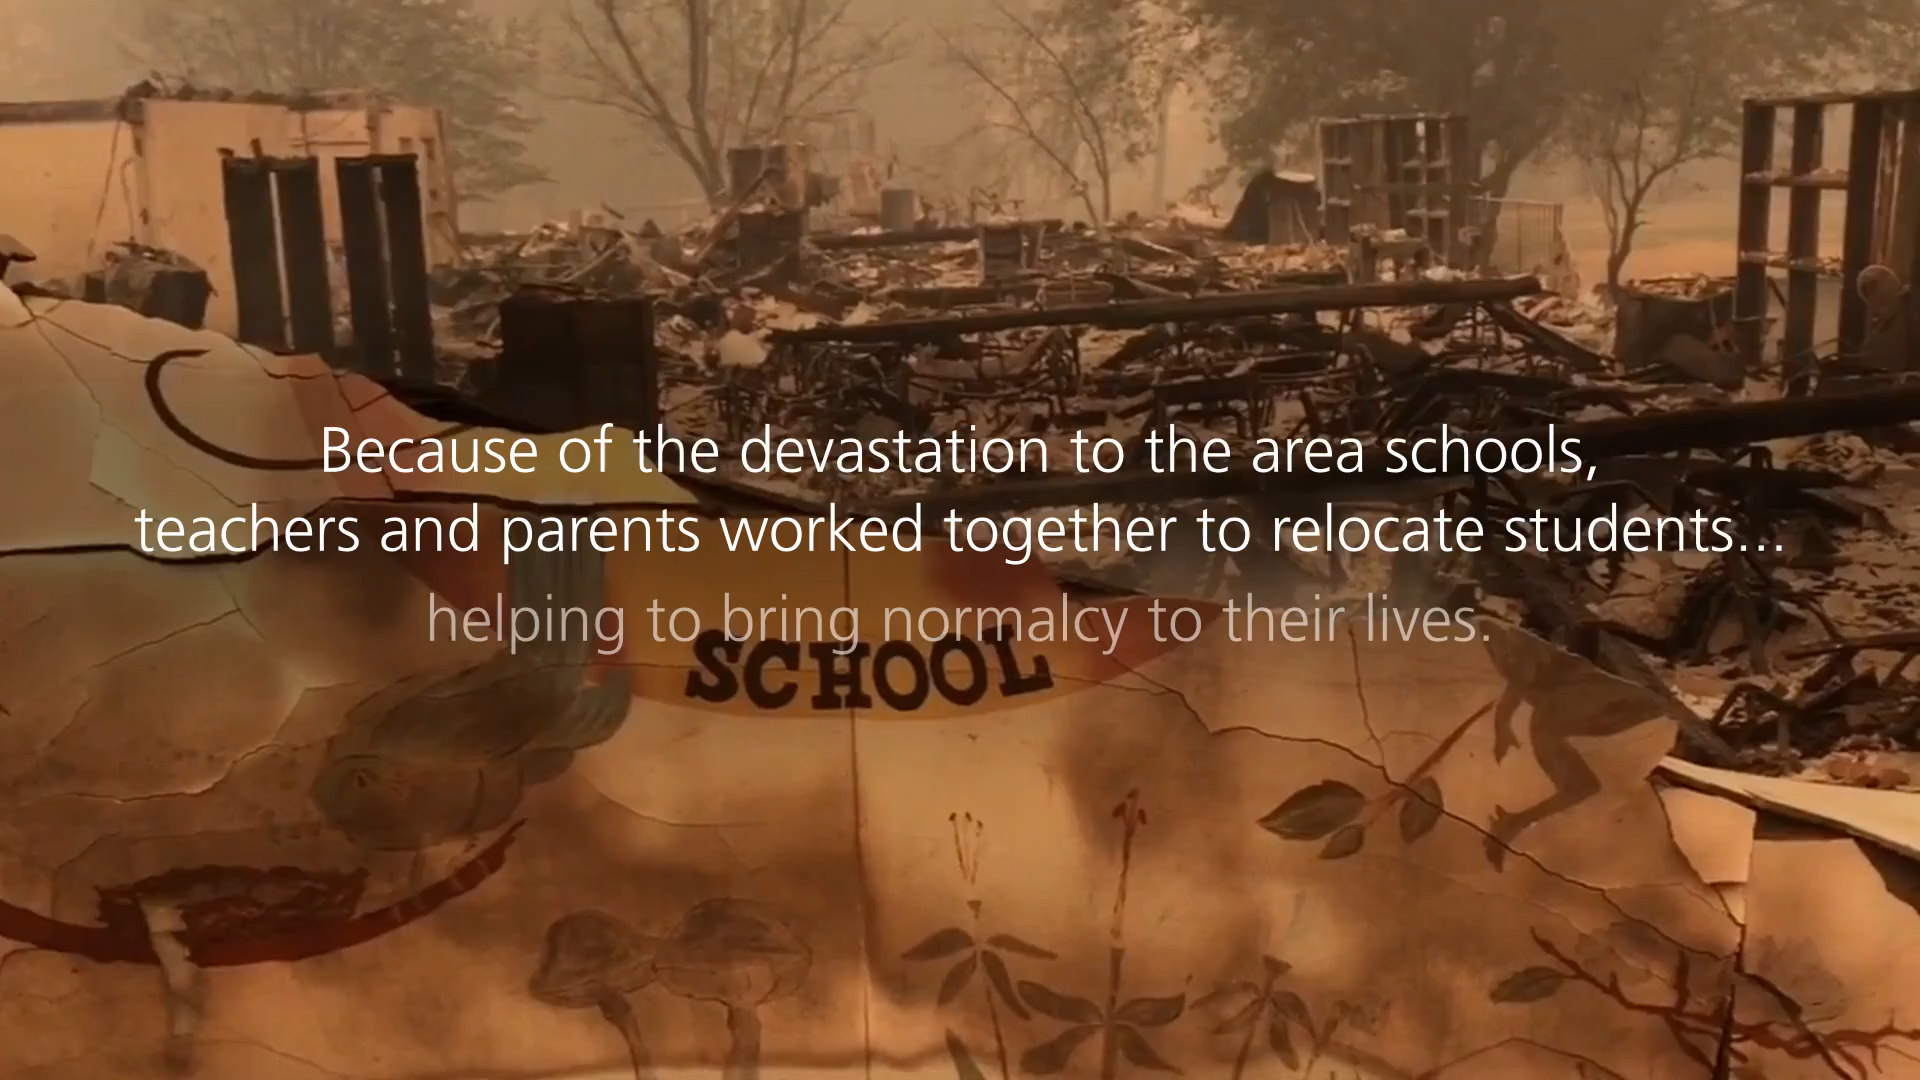 Because of the devastation to the area schools,
teachers and parents worked together to relocate students...
helping to bring normalcy to their lives.
SCHOOL